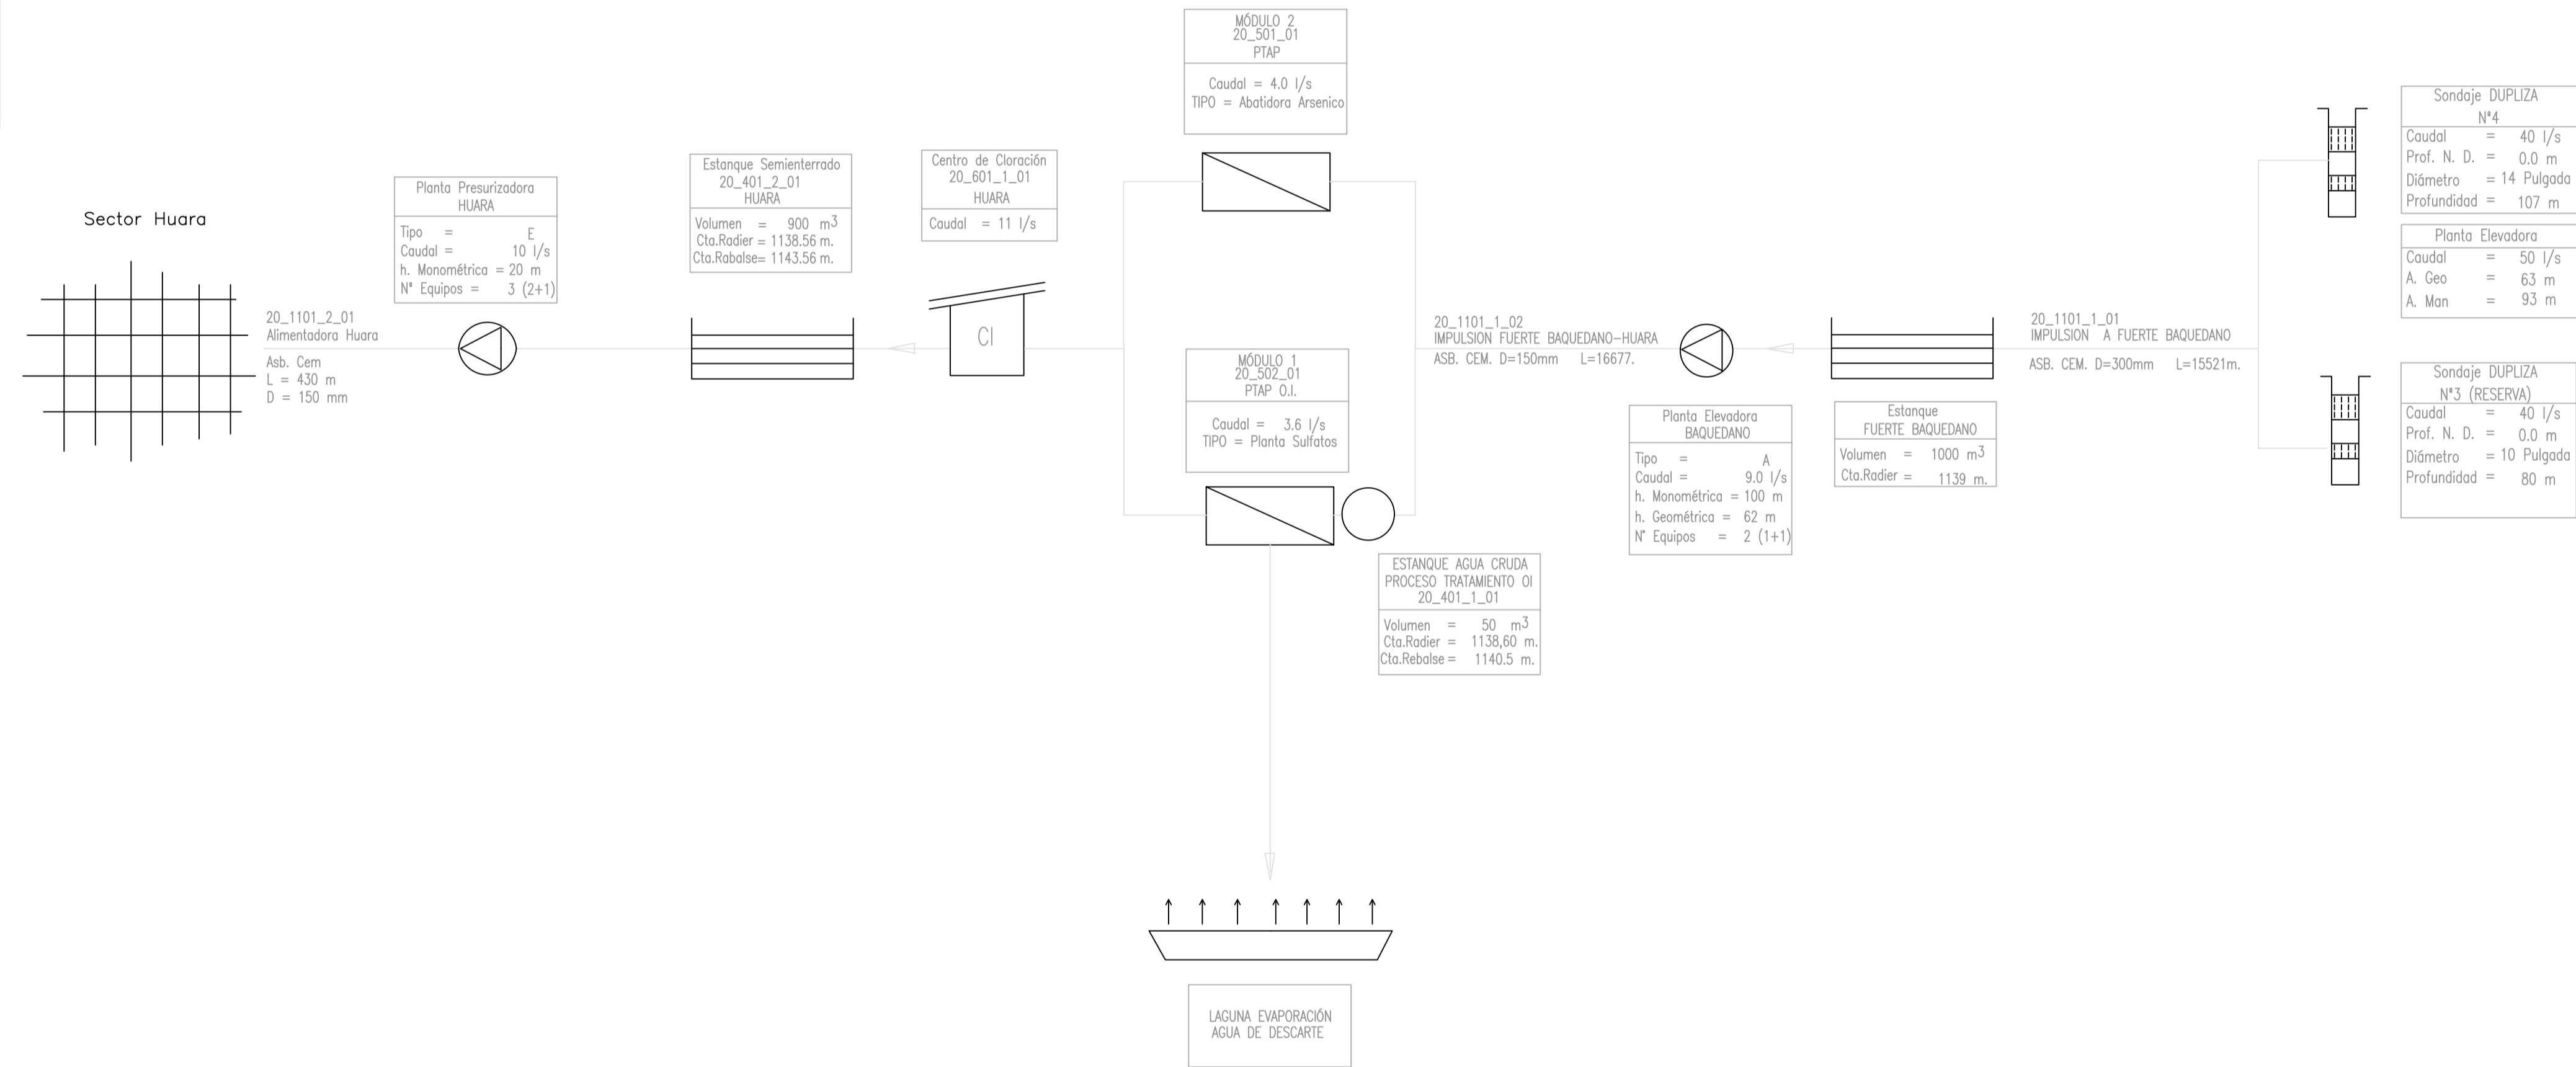 MÓDULO 2
20_501_01
PTAP
Caudal = 4.0 l/s
TIPO = Abatidora Arsenico
Sector Huara
20_1101_2_01
Alimentadora Huara
Asb. Cem
L = 430 m
D = 150 mm
Planta Presurizadora
HUARA
Tipo = E
Caudal = 10 l/s
h. Monométrica = 20 m
N° Equipos = 3 (2+1)
Estanque Semienterrado
20_401_2_01
HUARA
Volumen = 900 m3
Cta.Radier = 1138.56 m.
Cta.Rabalse= 1143.56 m.
Centro de Cloración
20_601_1_01
HUARA
Caudal = 11 l/s
Cl
MÓDULO 1
20_502_01
PTAP O.I.
Caudal = 3.6 l/s
TIPO = Planta Sulfatos
ESTANQUE AGUA CRUDA
PROCESO TRATAMIENTO OI
20_401_1_01
Volumen = 50 m3
Cta.Radier = 1138,60 m.
Cta.Rebalse = 1140.5 m.
20_1101_1_02
IMPULSION FUERTE BAQUEDANO-HUARA
ASB. CEM. D=150mm L=16677.
Planta Elevadora
BAQUEDANO
Tipo = A
Caudal = 9.0 l/s
h. Monométrica = 100 m
h. Geométrica = 62 m
N° Equipos = 2 (1+1)
Estanque
FUERTE BAQUEDANO
Volumen = 1000 m3
Cta.Radier = 1139 m.
20_1101_1_01
IMPULSION A FUERTE BAQUEDANO
ASB. CEM. D=300mm L=15521m.
Sondaje DUPLIZA
N°4
Caudal = 40 l/s
Prof. N. D. = 0.0 m
Diámetro = 14 Pulgada
Profundidad = 107 m
Planta Elevadora
Caudal = 50 l/s
A. Geo = 63 m
A. Man = 93 m
Sondaje DUPLIZA
N°3 (RESERVA)
Caudal = 40 l/s
Prof. N. D. = 0.0 m
Diámetro = 10 Pulgada
Profundidad = 80 m
LAGUNA EVAPORACIÓN
AGUA DE DESCARTE